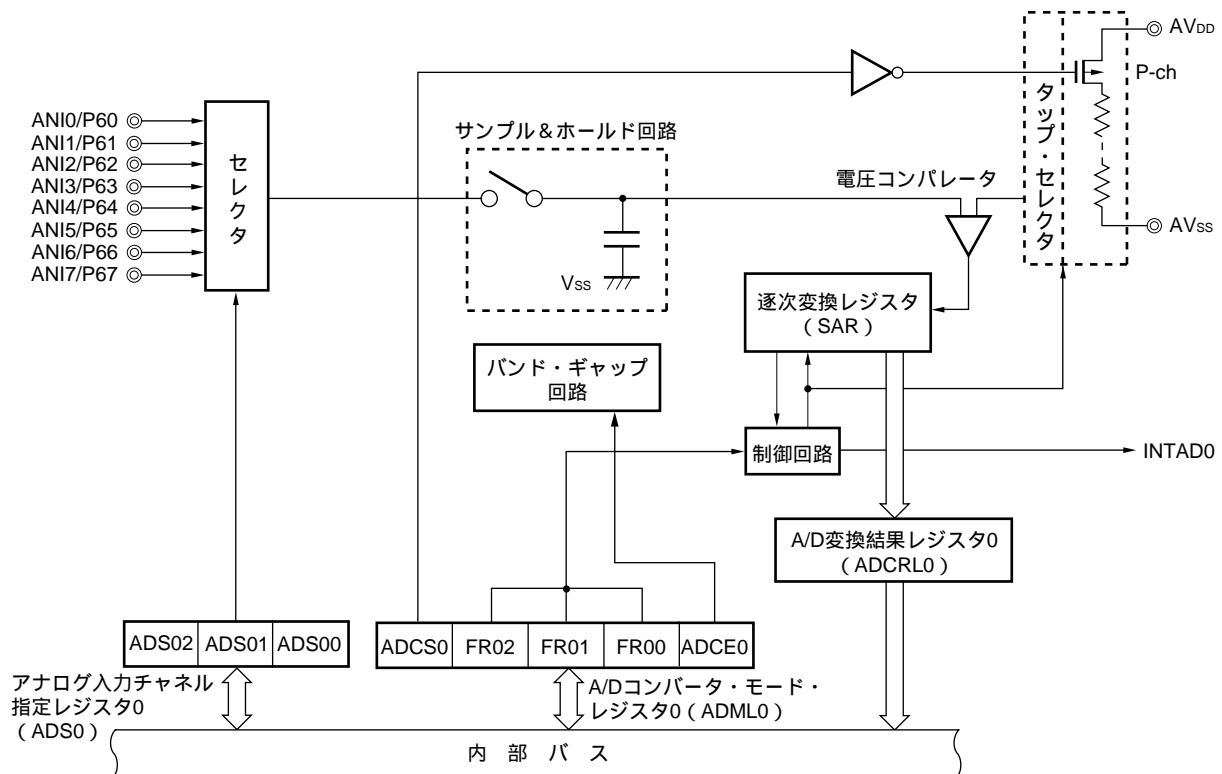 AVDD
P-ch
タップ・セレクタ
AVSS
ANI0/P60
ANI1/P61
ANI2/P62
ANI3/P63
ANI4/P64
ANI5/P65
ANI6/P66
ANI7/P67
セレクタ
サンプル&ホールド回路
VSS
電圧コンパレータ
逐次変換レジスタ
(SAR)
バンド・ギャップ
回路
制御回路
INTAD0
A/D変換結果レジスタ0
(ADCRL0)
ADS02 ADS01 ADS00
ADCS0 FR02 FR01 FR00 ADCE0
アナログ入力チャネル
指定レジスタ0
(ADS0)
A/Dコンバータ・モード・
レジスタ0(ADML0)
内 部 バ ス